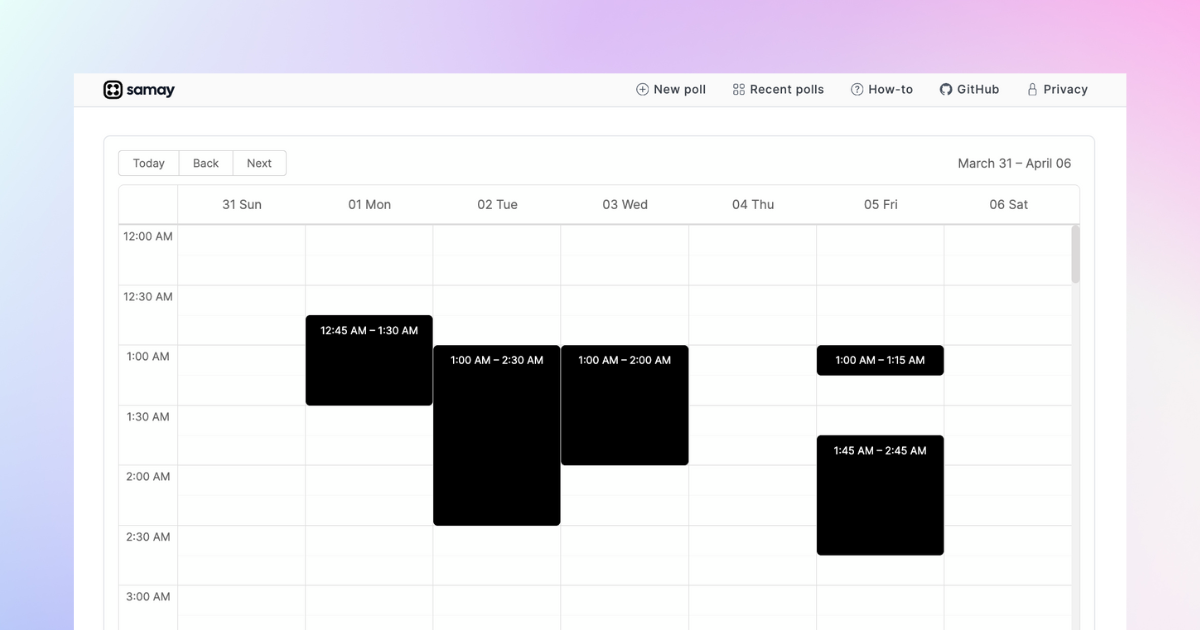 samay
New poll Recent polls How-to GitHub Privacy
Today Back Next March 31 – April 06
31 Sun 01 Mon 02 Tue 03 Wed 04 Thu 05 Fri 06 Sat
12:00 AM
12:30 AM
12:45 AM – 1:30 AM
1:00 AM 1:00 AM – 2:30 AM 1:00 AM – 2:00 AM 1:00 AM – 1:15 AM
1:30 AM
1:45 AM – 2:45 AM
2:00 AM
2:30 AM
3:00 AM